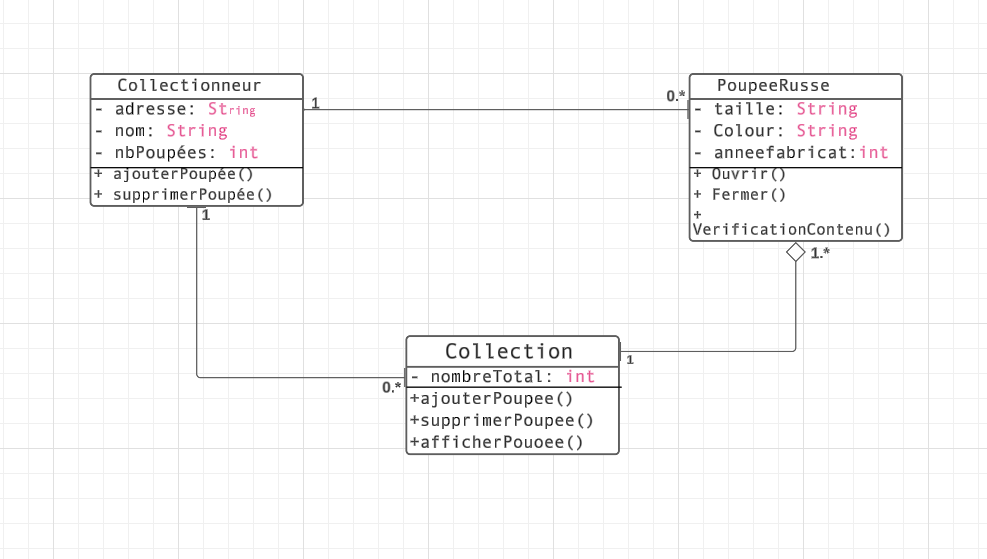 Collectionneur
- adresse: String
- nom: String
- nbPoupées: int
+ ajouterPoupée()
+ supprimerPoupée()
1
0.*
PoupeeRusse
- taille: String
- Colour: String
- anneefabricat:int
+ Ouvrir()
+ Fermer()
+
VerificationContenu()
1
1.*
Collection
- nombreTotal: int
+ajouterPoupee()
+supprimerPoupee()
+afficherPouoee()
1
0.*